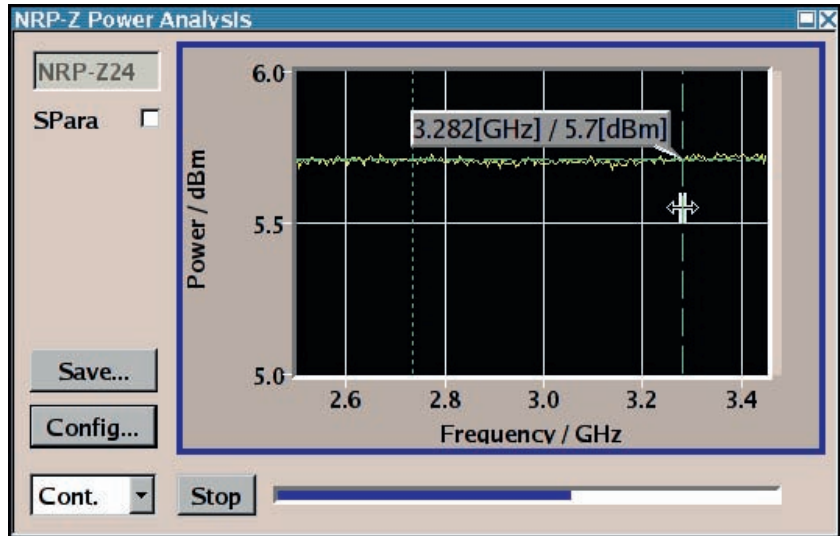 NRP-Z Power Analysis
NRP-Z24
SPara
6.0
3.282[GHz] / 5.7[dBm]
Power / dBm
5.5
5.0
2.6 2.8 3.0 3.2 3.4
Frequency / GHz
Save...
Config...
Cont.
Stop